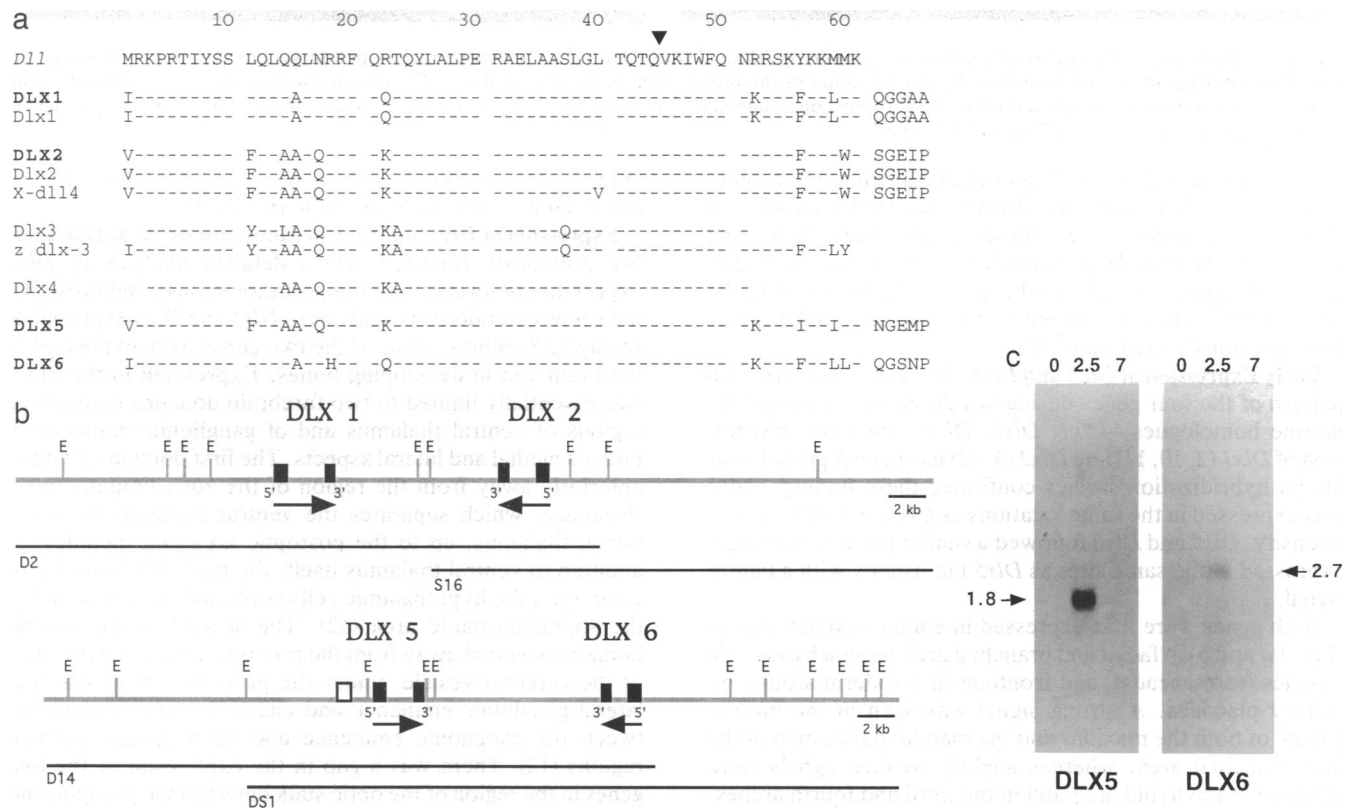 a
10 20 30 40 50 60
Dll MRKPRTIYSS LQLQQLNRRF QRTQYLALPE RAELAASLGL TQTQVKIWFQ NRRSKYKKMMK
DLX1 I--------------A-------Q--------------------------------K---F--L- QGGAA
Dlx1 I--------------A-------Q--------------------------------K---F--L- QGGAA
DLX2 V----------F--AA-Q-----K------------------------------------F---W- SGEIP
Dlx2 V----------F--AA-Q-----K------------------------------------F---W- SGEIP
X-dll4 V----------F--AA-Q-----K------------------V-----------------F---W- SGEIP
Dlx3 -----------Y--LA-Q-----KA--------------Q---------------
z dlx-3 I----------Y--AA-Q-----KA--------------Q--------------------F--LY
Dlx4 --------------AA-Q-----KA------------------------------
DLX5 V----------F--AA-Q-----K--------------------------------K---I---I- NGEMP
DLX6 I--------------A--H----Q--------------------------------K---F--LL- QGSNP
b
DLX 1 DLX 2
E E E E E E E E E
5' 3' 3' 5'
2 kb
D2
S16
DLX 5 DLX 6
E E E E E E E E E E E E
5' 3' 3' 5'
2 kb
D14
DS1
C
0 2.5 7 0 2.5 7
2.7
1.8
DLX5 DLX6